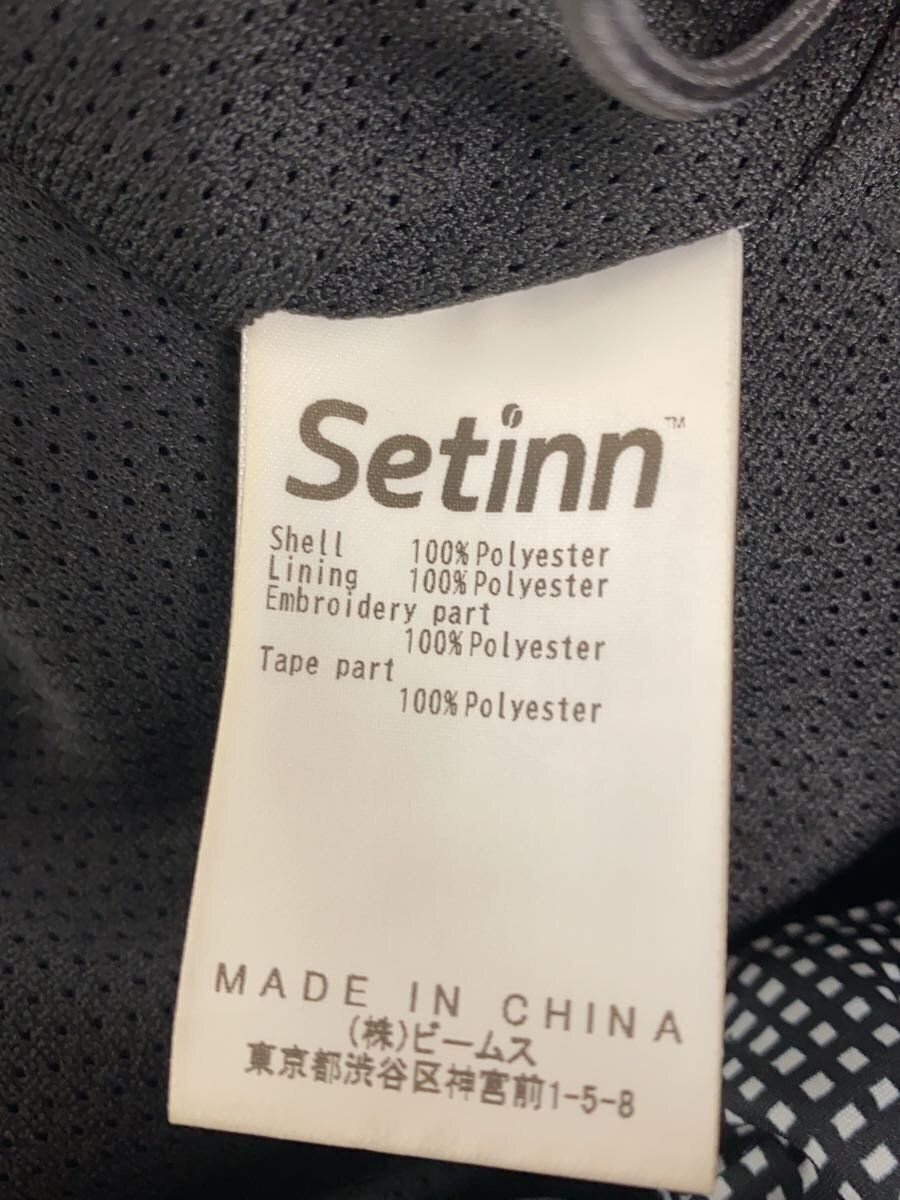 Setinn™
Shell 100% Polyester
Lining 100% Polyester
Embroidery part
100% Polyester
Tape part
100% Polyester
MADE IN CHINA
(株)ビームス
東京都渋谷区神宮前1-5-8